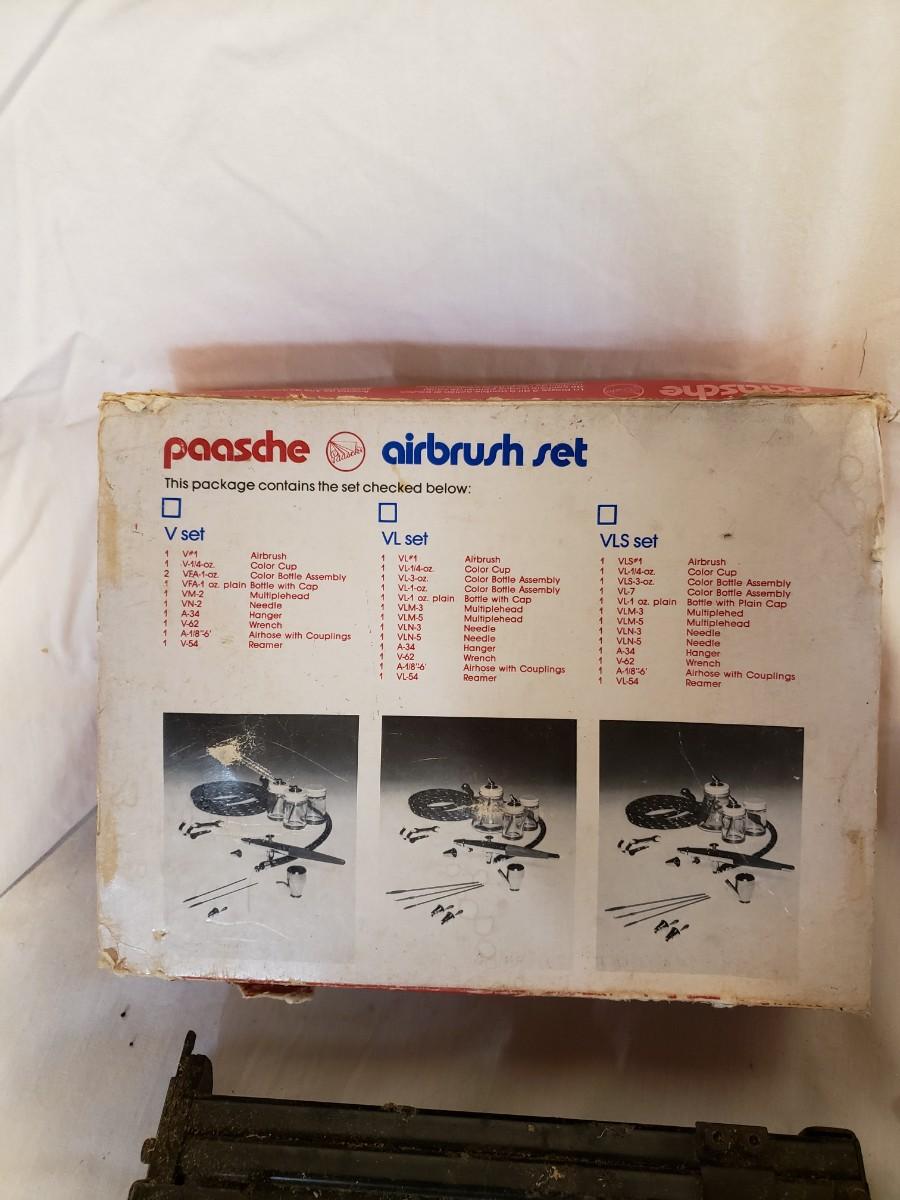 paasche
paasche Paasche airbrush set
This package contains the set checked below:
V set
1 V#1 Airbrush
1 V-1/4-oz. Color Cup
2 VFA-1-oz. Color Bottle Assembly
1 VFA-1 oz. plain Bottle with Cap
1 VM-2 Multiplehead
1 VN-2 Needle
1 A-34 Hanger
1 V-62 Wrench
1 A-1/8"-6' Airhose with Couplings
1 V-54 Reamer
VL set
1 VL#1 Airbrush
1 VL-1/4-oz. Color Cup
1 VL-3-oz. Color Bottle Assembly
1 VL-1-oz. Color Bottle Assembly
1 VL-1 oz. plain Bottle with Cap
1 VLM-3 Multiplehead
1 VLM-5 Multiplehead
1 VLN-3 Needle
1 VLN-5 Needle
1 A-34 Hanger
1 V-62 Wrench
1 A-1/8"-6' Airhose with Couplings
1 VL-54 Reamer
VLS set
1 VLS#1 Airbrush
1 VL-1/4-oz. Color Cup
1 VLS-3-oz. Color Bottle Assembly
1 VL-7 Color Bottle Assembly
1 VL-1 oz. plain Bottle with Plain Cap
1 VLM-3 Multiplehed
1 VLM-5 Multiplehead
1 VLN-3 Needle
1 VLN-5 Needle
1 A-34 Hanger
1 V-62 Wrench
1 A-1/8"-6' Airhose with Couplings
1 VL-54 Reamer